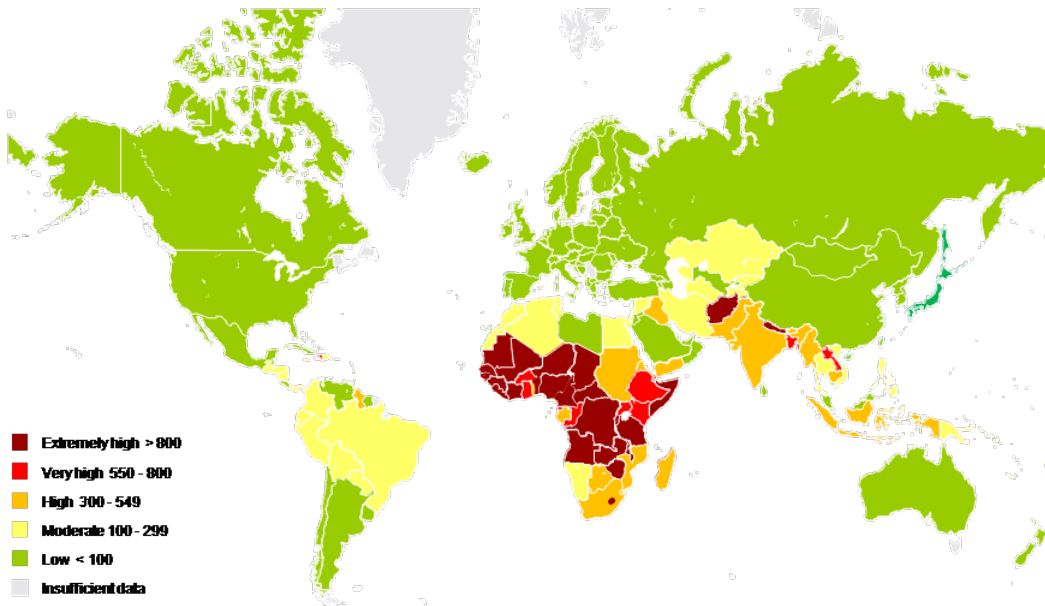 Extremely high > 800
Very high 550 - 800
High 300 - 549
Moderate 100 - 299
Low < 100
Insufficient data